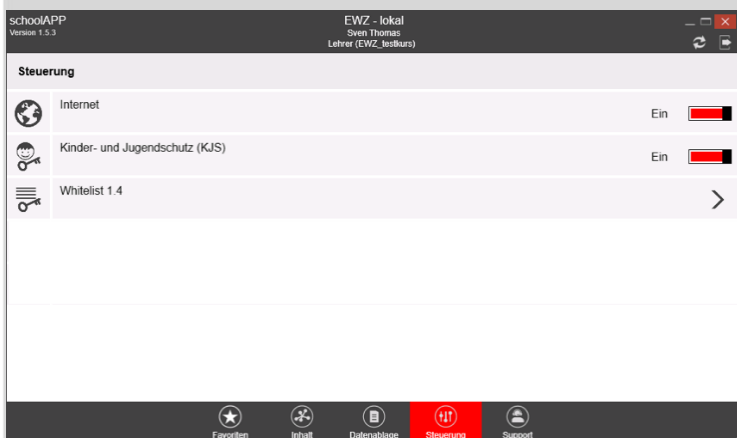 schoolAPP
Version 1.5.3
EWZ - lokal
Sven Thomas
Lehrer (EWZ_testkurs)
Steuerung
Internet
Ein
Kinder- und Jugendschutz (KJS)
Ein
Whitelist 1.4
Favoriten Inhalt Datenablage Steuerung Support